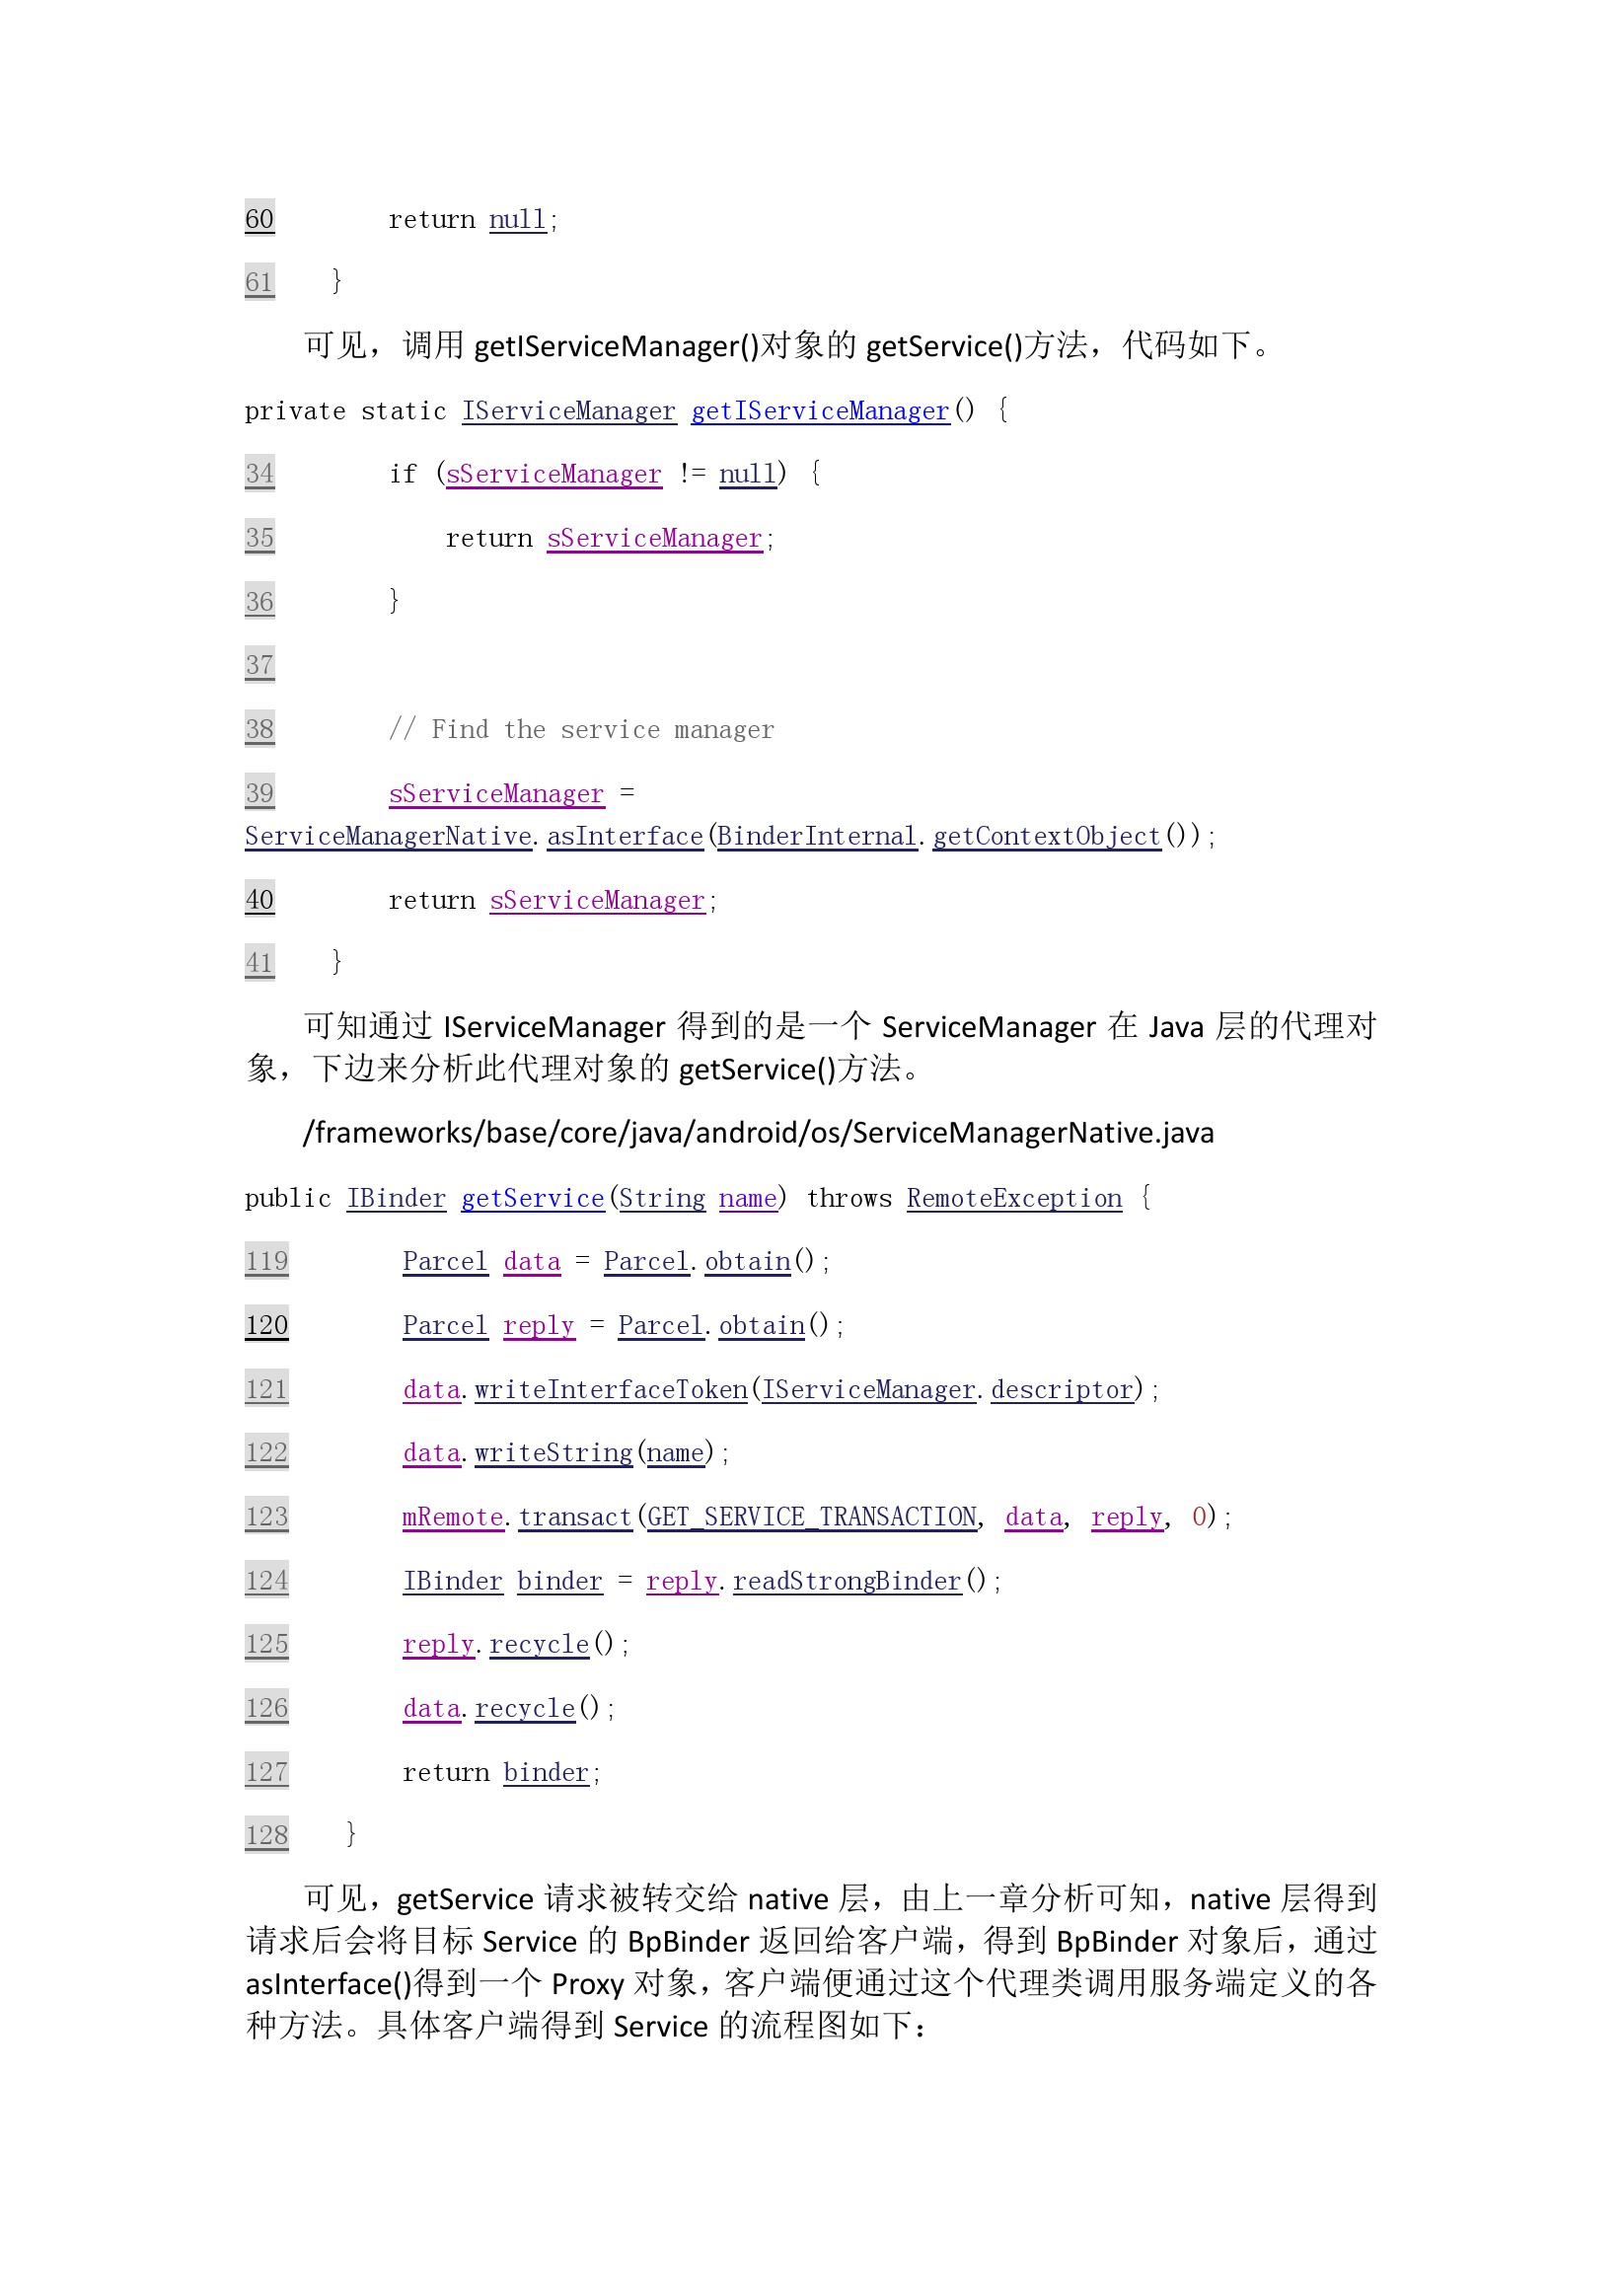 60        return null;
61    }
可见，调用 getIServiceManager()对象的 getService()方法，代码如下。
private static IServiceManager getIServiceManager() {
34        if (sServiceManager != null) {
35            return sServiceManager;
36        }
37
38        // Find the service manager
39        sServiceManager =
ServiceManagerNative.asInterface(BinderInternal.getContextObject());
40        return sServiceManager;
41    }
可知通过 IServiceManager 得到的是一个 ServiceManager 在 Java 层的代理对
象，下边来分析此代理对象的 getService()方法。
/frameworks/base/core/java/android/os/ServiceManagerNative.java
public IBinder getService(String name) throws RemoteException {
119        Parcel data = Parcel.obtain();
120        Parcel reply = Parcel.obtain();
121        data.writeInterfaceToken(IServiceManager.descriptor);
122        data.writeString(name);
123        mRemote.transact(GET_SERVICE_TRANSACTION, data, reply, 0);
124        IBinder binder = reply.readStrongBinder();
125        reply.recycle();
126        data.recycle();
127        return binder;
128    }
可见，getService 请求被转交给 native 层，由上一章分析可知，native 层得到
请求后会将目标 Service 的 BpBinder 返回给客户端，得到 BpBinder 对象后，通过
asInterface()得到一个 Proxy 对象，客户端便通过这个代理类调用服务端定义的各
种方法。具体客户端得到 Service 的流程图如下：